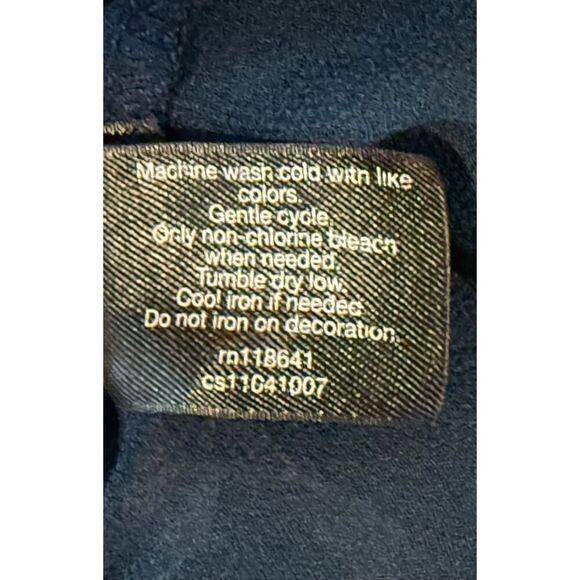 Machine wash cold with like
colors.
Gentle cycle.
Only non-chlorine bleach
when needed.
Tumble dry low.
Cool iron if needed
Do not iron on decoration.
rn118641
cs11041007